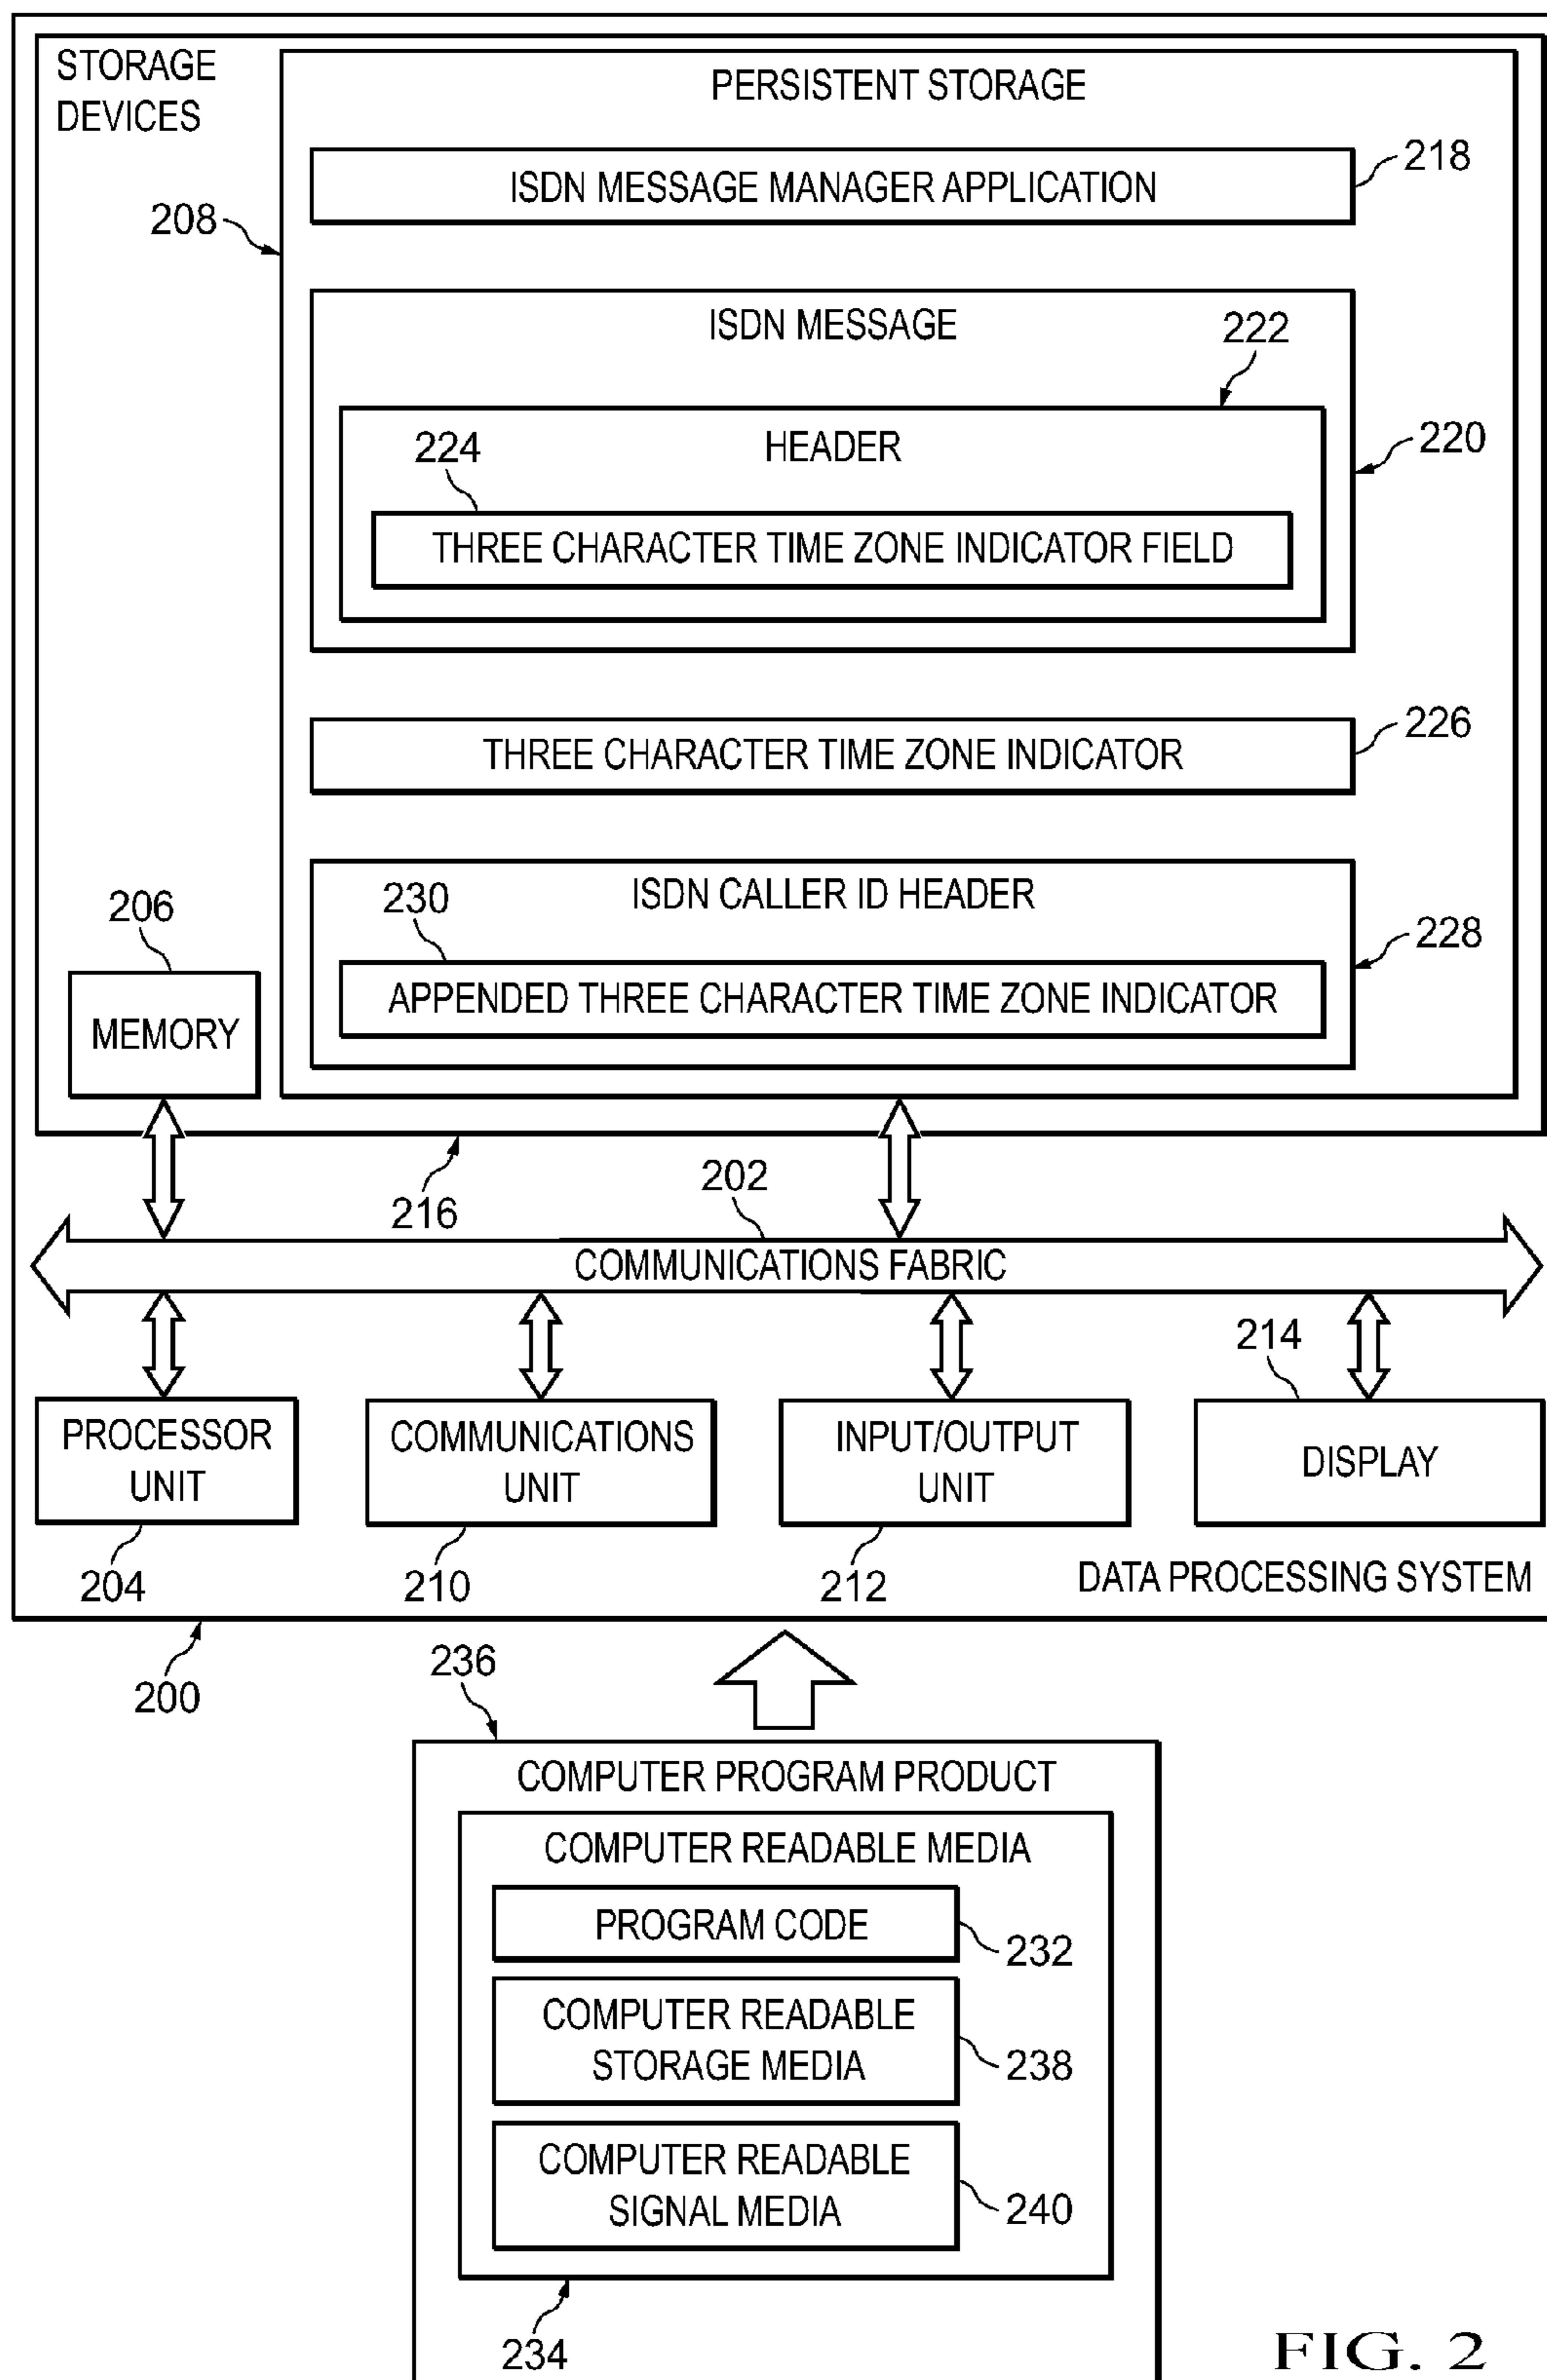 STORAGE
DEVICES
PERSISTENT STORAGE
ISDN MESSAGE MANAGER APPLICATION
218
208
ISDN MESSAGE
222
HEADER
224
220
THREE CHARACTER TIME ZONE INDICATOR FIELD
226
THREE CHARACTER TIME ZONE INDICATOR
ISDN CALLER ID HEADER
230
228
APPENDED THREE CHARACTER TIME ZONE INDICATOR
206
MEMORY
216
202
COMMUNICATIONS FABRIC
214
PROCESSOR
UNIT
COMMUNICATIONS
UNIT
INPUT/OUTPUT
UNIT
DISPLAY
204
210
212
DATA PROCESSING SYSTEM
200
236
COMPUTER PROGRAM PRODUCT
COMPUTER READABLE MEDIA
PROGRAM CODE
232
COMPUTER READABLE
STORAGE MEDIA
238
COMPUTER READABLE
SIGNAL MEDIA
240
234
FIG. 2